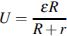 U = εR / (R + r)